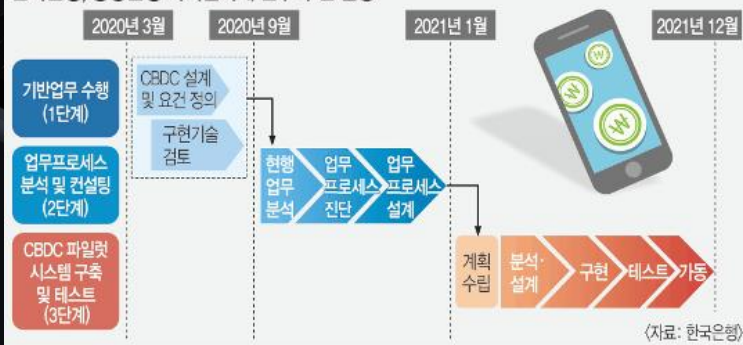 2020년 3월
2020년 9월
2021년 1월
2021년 12월
기반업무 수행
(1단계)
CBDC 설계
및 요건 정의
구현기술
검토
업무프로세스
분석 및 컨설팅
(2단계)
현행
업무
분석
업무
프로세스
진단
업무
프로세스
설계
CBDC 파일럿
시스템 구축
및 테스트
(3단계)
계획
수립
분석·
설계
구현
테스트
가동
₩
₩
₩
〈자료: 한국은행〉